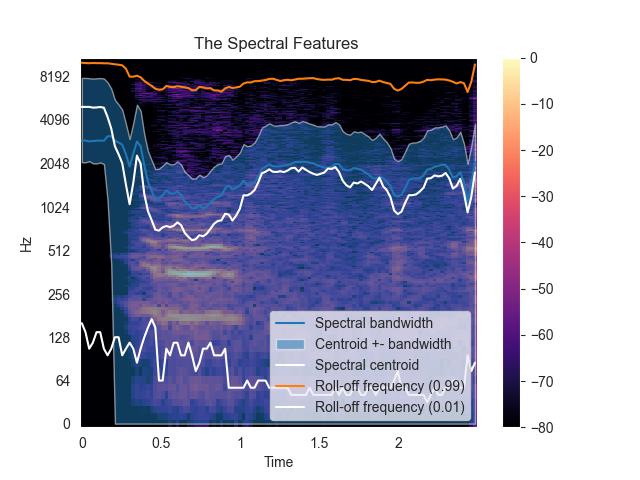 The Spectral Features
Hz
8192
4096
2048
1024
512
256
128
64
0
0
0.5
1
1.5
2
Time
Spectral bandwidth
Centroid +- bandwidth
Spectral centroid
Roll-off frequency (0.99)
Roll-off frequency (0.01)
0
−10
−20
−30
−40
−50
−60
−70
−80